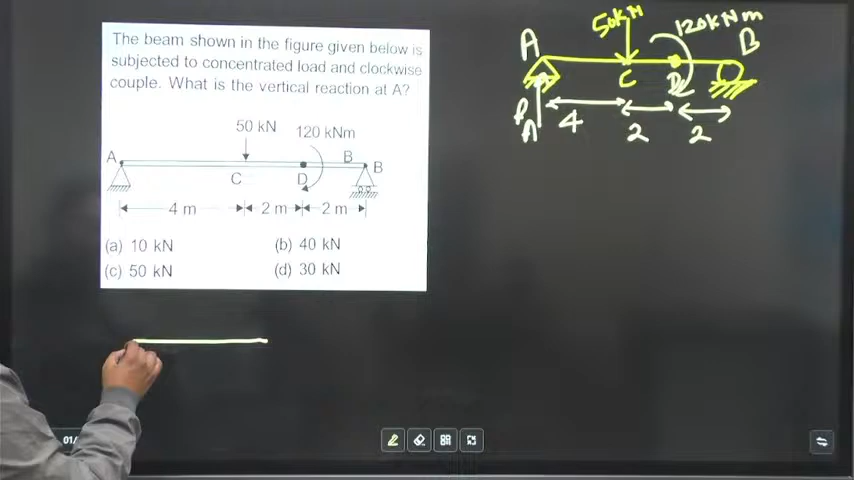 The beam shown in the figure given below is
subjected to concentrated load and clockwise
couple. What is the vertical reaction at A?
50 kN
120 kNm
A
B
B
C
D
4 m
2 m
2 m
(a) 10 kN
(b) 40 kN
(c) 50 kN
(d) 30 kN
50kN
120kNm
A
B
C
D
RA
4
2
2
01/